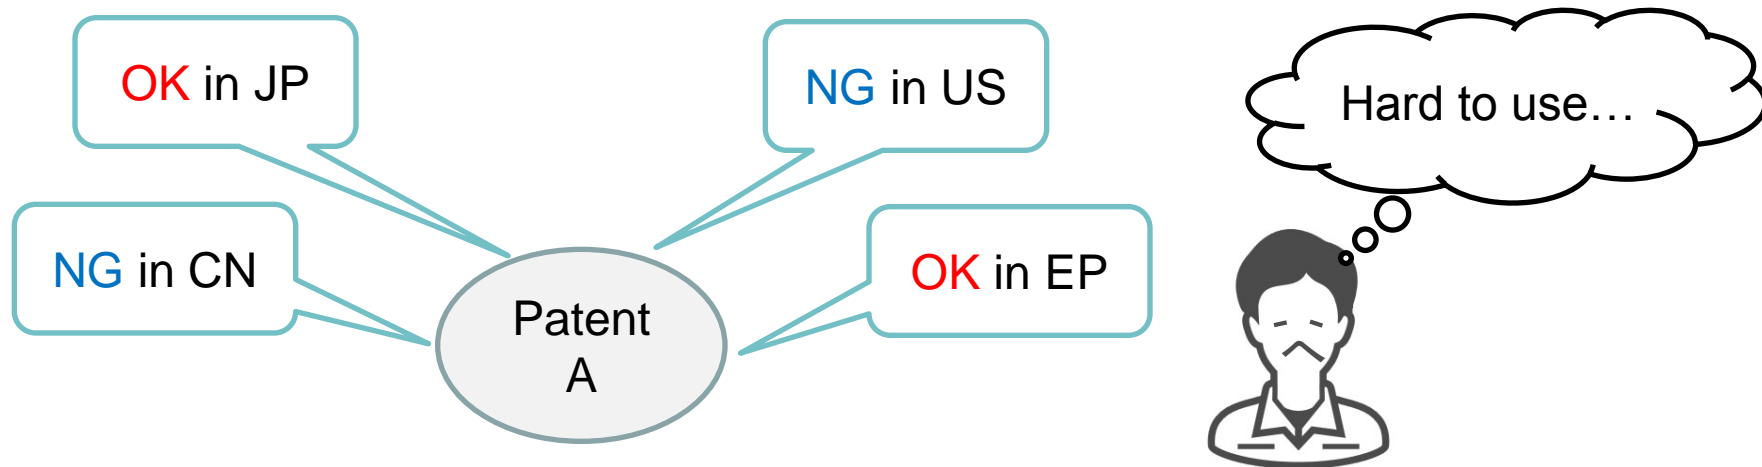 OK in JP
NG in US
Hard to use…
NG in CN
OK in EP
Patent
A